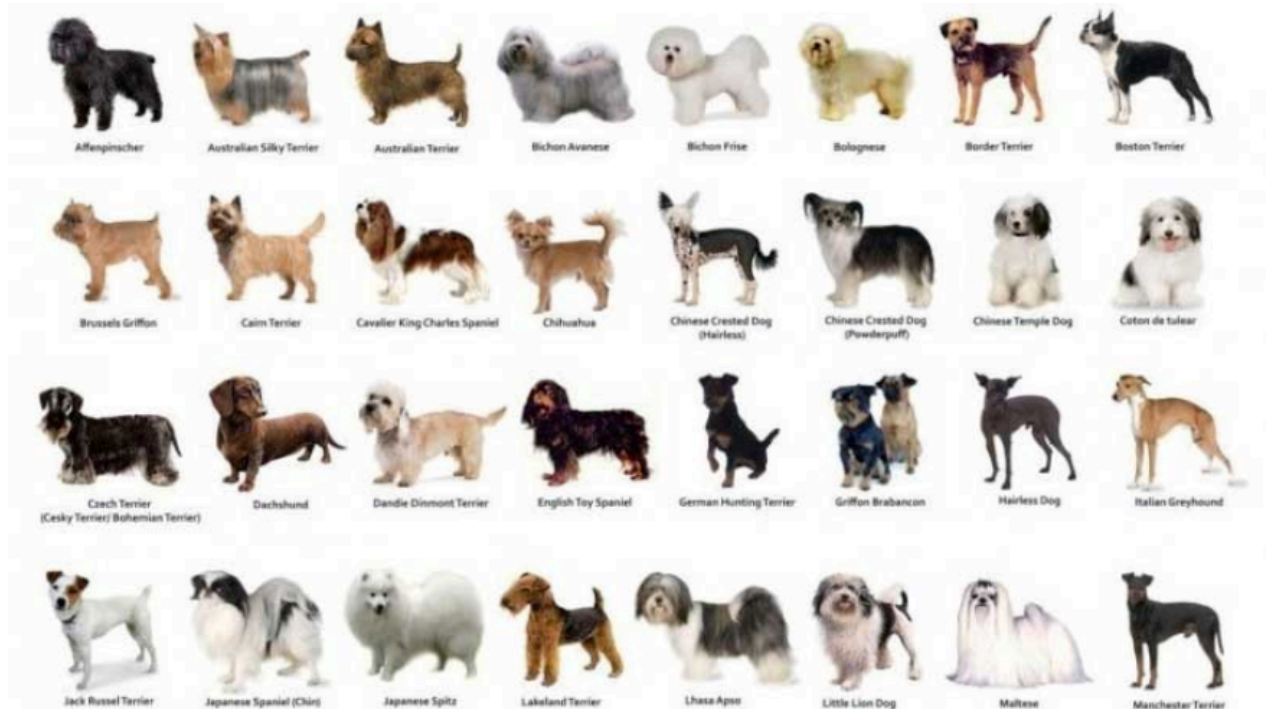 Affenpinscher
Australian Silky Terrier
Australian Terrier
Bichon Avanese
Bichon Frise
Bolognese
Border Terrier
Boston Terrier
Brussels Griffon
Cairn Terrier
Cavalier King Charles Spaniel
Chihuahua
Chinese Crested Dog
(Hairless)
Chinese Crested Dog
(Powderpuff)
Chinese Temple Dog
Coton de tulear
Czech Terrier
(Cesky Terrier/ Bohemian Terrier)
Dachshund
Dandie Dinmont Terrier
English Toy Spaniel
German Hunting Terrier
Griffon Brabancon
Hairless Dog
Italian Greyhound
Jack Russel Terrier
Japanese Spaniel (Chin)
Japanese Spitz
Lakeland Terrier
Lhasa Apso
Little Lion Dog
Maltese
Manchester Terrier